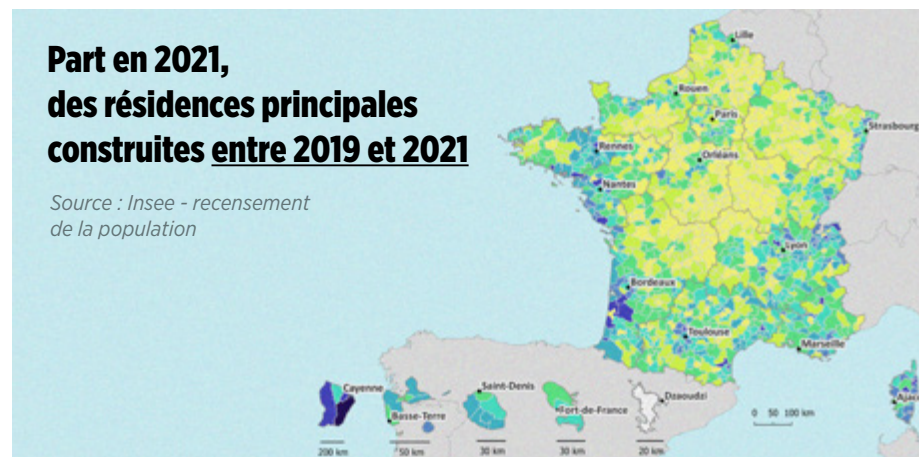 Part en 2021,
des résidences principales
construites entre 2019 et 2021
Source : Insee - recensement
de la population
Lille
Rouen
Paris
Strasbourg
Rennes
Orléans
Nantes
Lyon
Bordeaux
Toulouse
Marseille
Cayenne
Saint-Denis
Dzaoudzi
Basse-Terre
Fort-de-France
0 50 100 km
Ajac
200 km
50 km
30 km
30 km
20 km